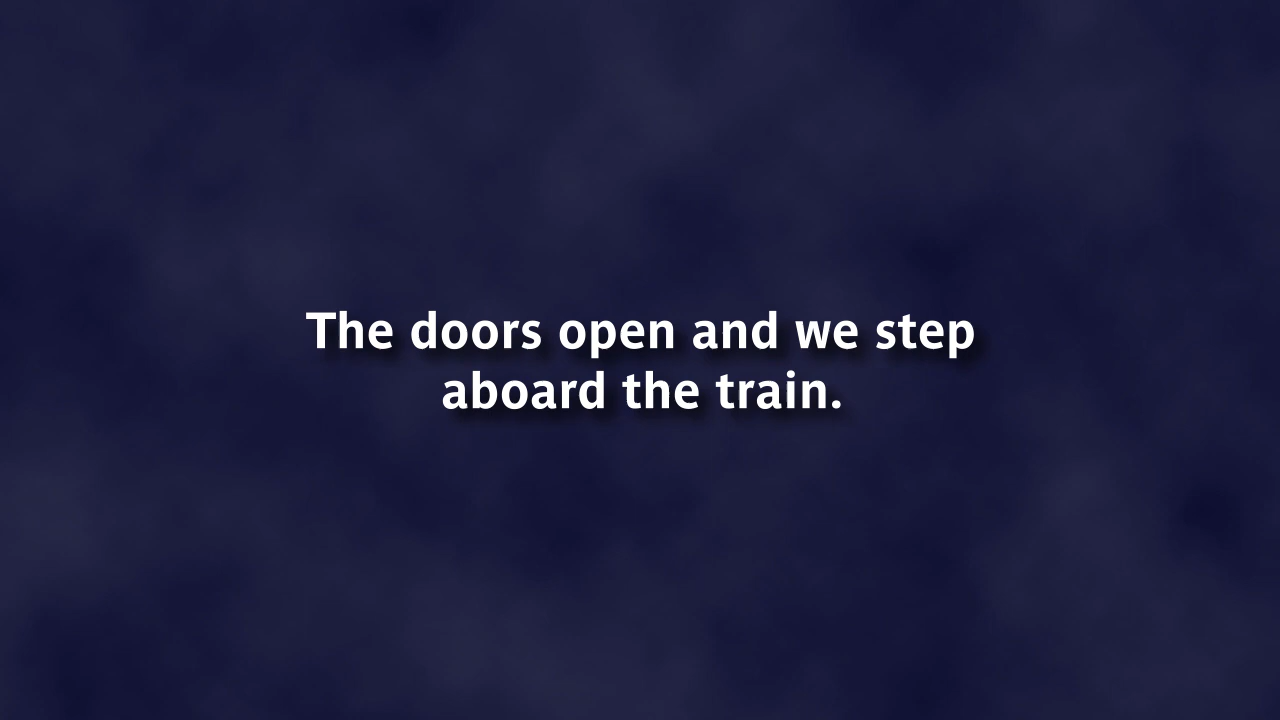 The doors open and we step
aboard the train.